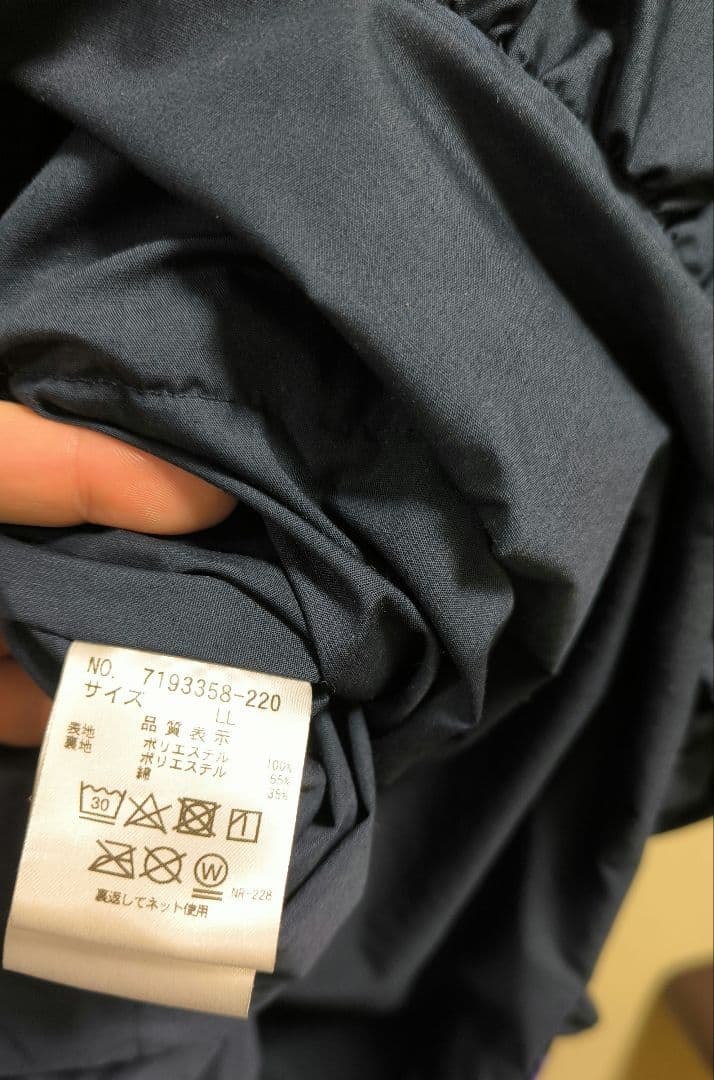 NO. 7193358-220
サイズ LL
品質表示
表地 ポリエステル 100%
裏地 ポリエステル 65%
綿 35%
30
W
NR-228
裏返してネット使用